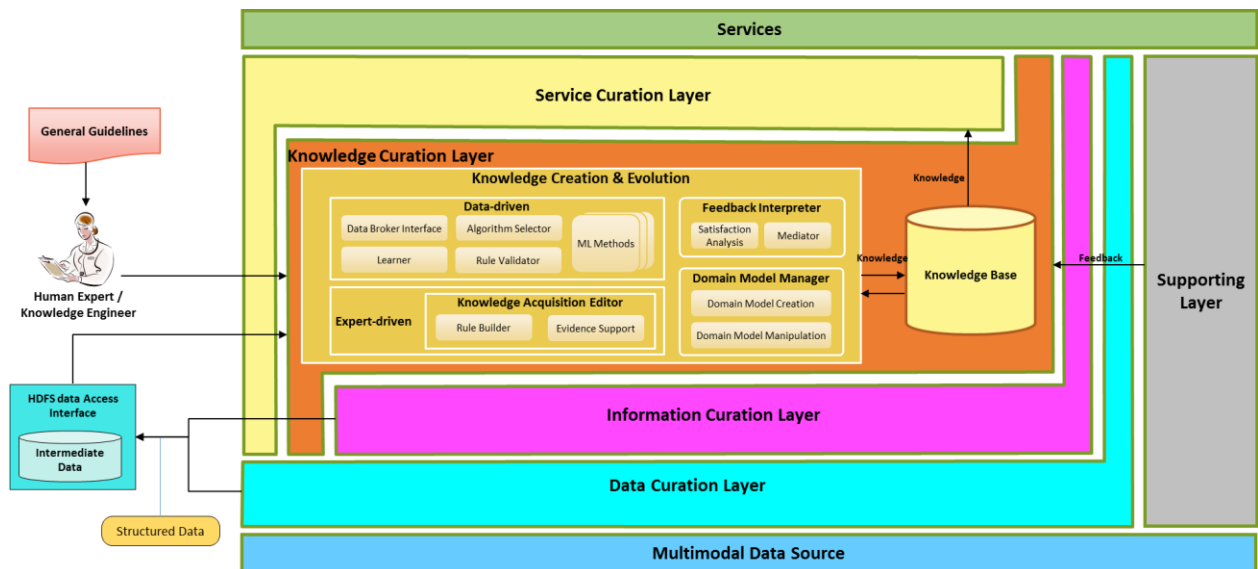 Services
Service Curation Layer
General Guidelines
Human Expert /
Knowledge Engineer
Knowledge Curation Layer
Knowledge Creation & Evolution
Data-driven
Data Broker Interface
Algorithm Selector
ML Methods
Learner
Rule Validator
Expert-driven
Knowledge Acquisition Editor
Rule Builder
Evidence Support
Feedback Interpreter
Satisfaction
Analysis
Mediator
Domain Model Manager
Domain Model Creation
Domain Model Manipulation
Knowledge
Knowledge
Knowledge Base
Feedback
Supporting
Layer
HDFS data Access
Interface
Intermediate
Data
Structured Data
Information Curation Layer
Data Curation Layer
Multimodal Data Source